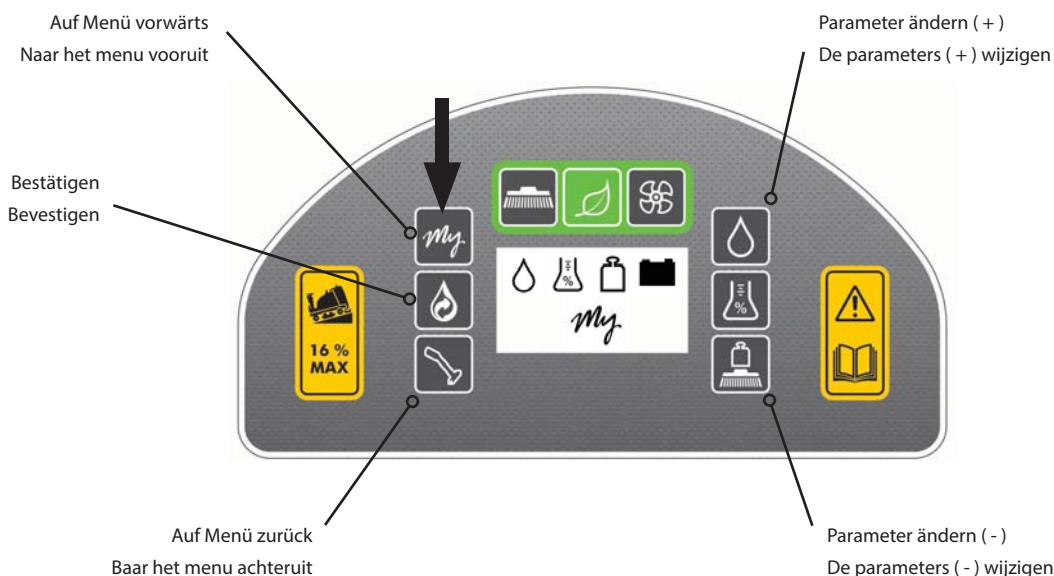 Auf Menü vorwärts
Naar het menu vooruit
Parameter ändern ( + )
De parameters ( + ) wijzigen
Bestätigen
Bevestigen
My
%
My
%
16 %
MAX
Auf Menü zurück
Baar het menu achteruit
Parameter ändern ( - )
De parameters ( - ) wijzigen